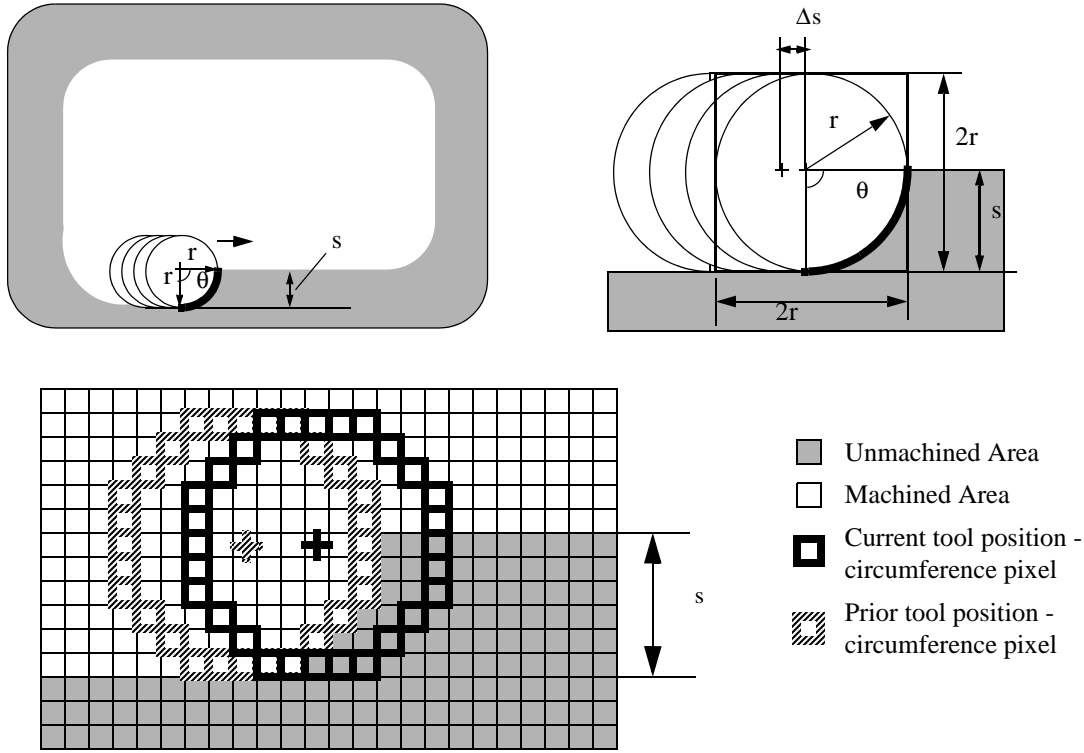 Δs
r
2r
θ
s
2r
s
r
r
θ
Unmachined Area
Machined Area
Current tool position -
circumference pixel
Prior tool position -
circumference pixel
s